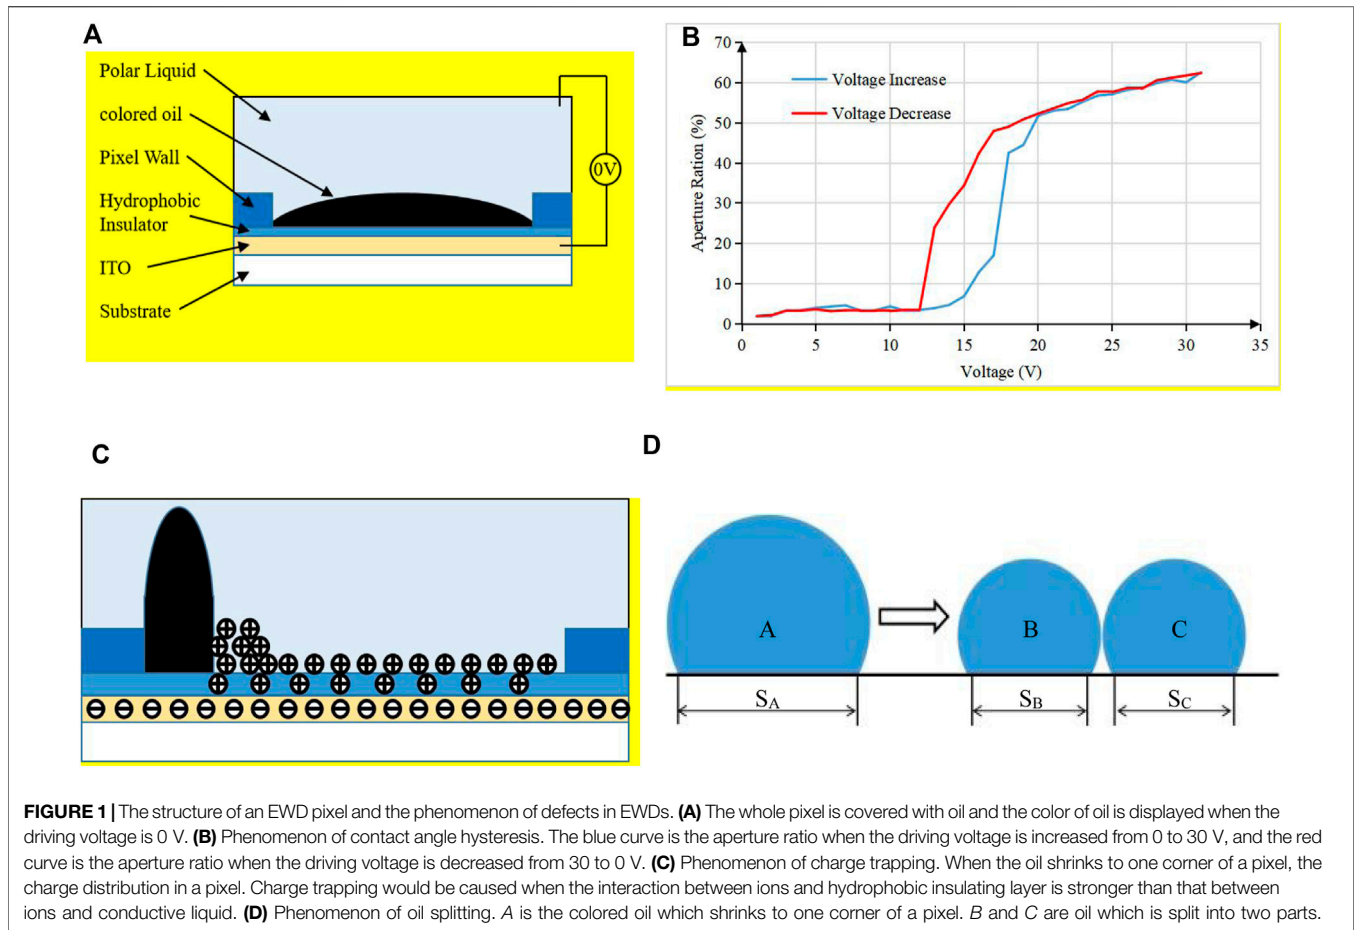 A
Polar Liquid
colored oil
Pixel Wall
Hydrophobic
Insulator
ITO
Substrate
0V
B
Aperture Ration (%)
70
60
50
40
30
20
10
0
Voltage Increase
Voltage Decrease
0 5 10 15 20 25 30 35
Voltage (V)
C
D
A
B
C
SA
SB
SC
FIGURE 1 | The structure of an EWD pixel and the phenomenon of defects in EWDs. (A) The whole pixel is covered with oil and the color of oil is displayed when the
driving voltage is 0 V. (B) Phenomenon of contact angle hysteresis. The blue curve is the aperture ratio when the driving voltage is increased from 0 to 30 V, and the red
curve is the aperture ratio when the driving voltage is decreased from 30 to 0 V. (C) Phenomenon of charge trapping. When the oil shrinks to one corner of a pixel, the
charge distribution in a pixel. Charge trapping would be caused when the interaction between ions and hydrophobic insulating layer is stronger than that between
ions and conductive liquid. (D) Phenomenon of oil splitting. A is the colored oil which shrinks to one corner of a pixel. B and C are oil which is split into two parts.